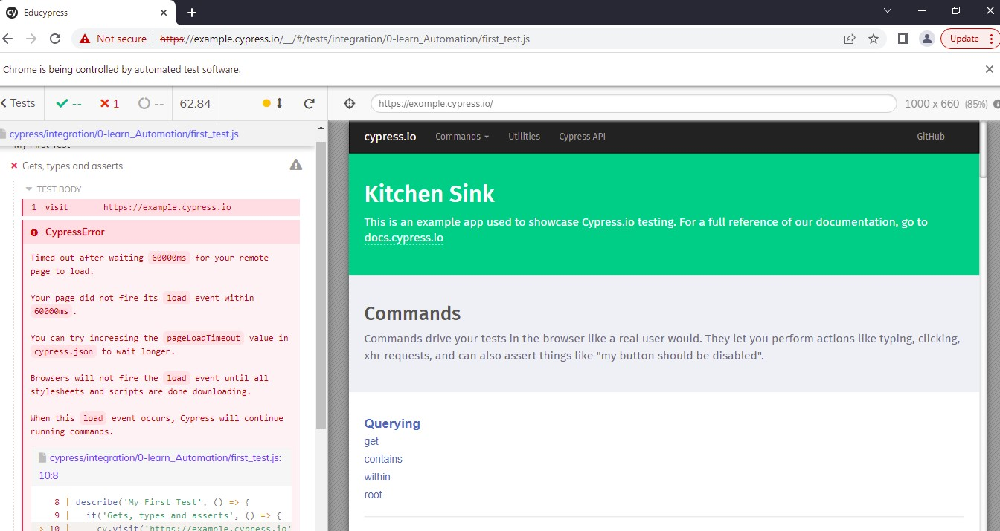 cy Educypress
Not secure https://example.cypress.io/__/#/tests/integration/0-learn_Automation/first_test.js Update
Chrome is being controlled by automated test software.
Tests -- 1 -- 62.84 https://example.cypress.io/ 1000 x 660 (85%)
cypress/integration/0-learn_Automation/first_test.js
My First Test
Gets, types and asserts
TEST BODY
1 visit https://example.cypress.io
CypressError
Timed out after waiting 60000ms for your remote
page to load.
Your page did not fire its load event within
60000ms.
You can try increasing the pageLoadTimeout value in
cypress.json to wait longer.
Browsers will not fire the load event until all
stylesheets and scripts are done downloading.
When this load event occurs, Cypress will continue
running commands.
cypress/integration/0-learn_Automation/first_test.js:
10:8
8 | describe('My First Test', () => {
9 | it('Gets, types and asserts', () => {
> 10 | cy.visit('https://example.cypress.io'
cypress.io Commands Utilities Cypress API GitHub
Kitchen Sink
This is an example app used to showcase Cypress.io testing. For a full reference of our documentation, go to
docs.cypress.io
Commands
Commands drive your tests in the browser like a real user would. They let you perform actions like typing, clicking,
xhr requests, and can also assert things like "my button should be disabled".
Querying
get
contains
within
root